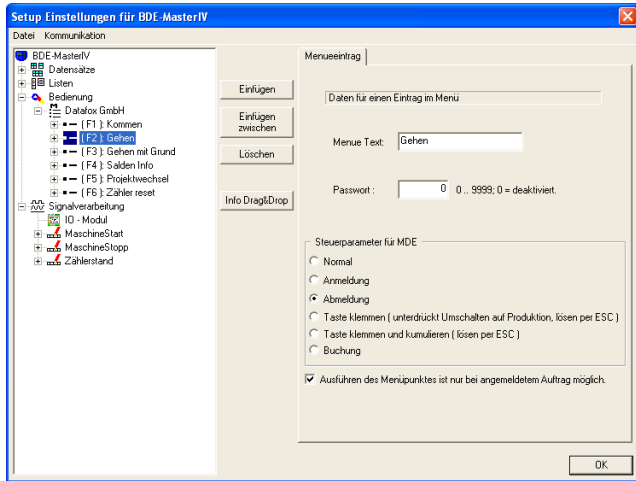 Setup Einstellungen für BDE-MasterIV
Datei Kommunikation
BDE-MasterIV
Datensätze
Listen
Bedienung
Datafox GmbH
( F1 ): Kommen
( F2 ): Gehen
( F3 ): Gehen mit Grund
( F4 ): Salden Info
( F5 ): Projektwechsel
( F6 ): Zähler reset
Signalverarbeitung
IO - Modul
MaschineStart
MaschineStopp
Zählerstand
Einfügen
Einfügen
zwischen
Löschen
Info Drag&Drop
Menueeintrag
Daten für einen Eintrag im Menü
Menue Text: Gehen
Passwort : 0 0 .. 9999; 0 = deaktiviert.
Steuerparameter für MDE
Normal
Anmeldung
Abmeldung
Taste klemmen ( unterdrückt Umschalten auf Produktion, lösen per ESC )
Taste klemmen und kumulieren ( lösen per ESC )
Buchung
Ausführen des Menüpunktes ist nur bei angemeldetem Auftrag möglich.
OK